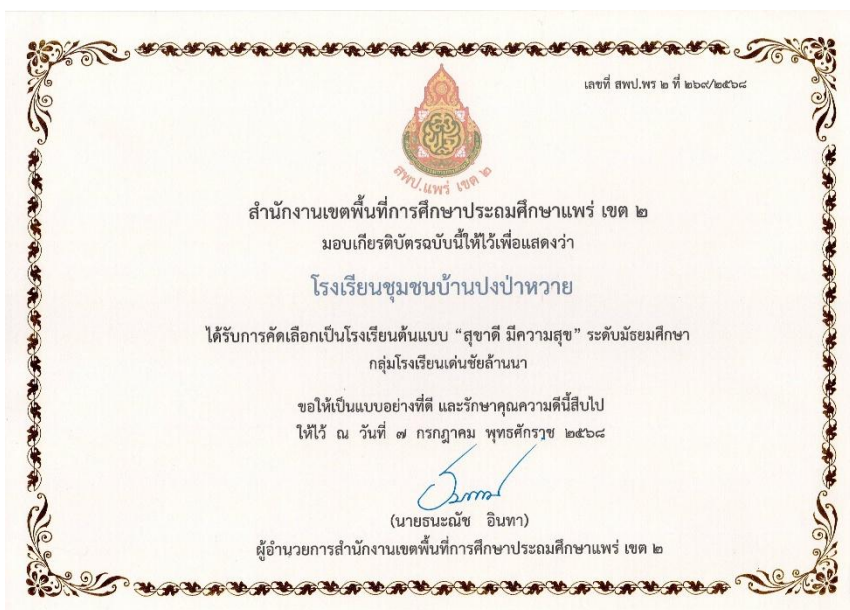 เลขที่ สพป.พร ๒ ที่ ๒๖๙/๒๕๖๘
สพป.แพร่ เขต ๒
สำนักงานเขตพื้นที่การศึกษาประถมศึกษาแพร่ เขต ๒
มอบเกียรติบัตรฉบับนี้ให้ไว้เพื่อแสดงว่า
โรงเรียนชุมชนบ้านปงป่าหวาย
ได้รับการคัดเลือกเป็นโรงเรียนต้นแบบ “สุขาดี มีความสุข” ระดับมัธยมศึกษา
กลุ่มโรงเรียนเด่นชัยล้านนา
ขอให้เป็นแบบอย่างที่ดี และรักษาคุณความดีนี้สืบไป
ให้ไว้ ณ วันที่ ๗ กรกฎาคม พุทธศักราช ๒๕๖๘
(นายธนะณัช อินทา)
ผู้อำนวยการสำนักงานเขตพื้นที่การศึกษาประถมศึกษาแพร่ เขต ๒